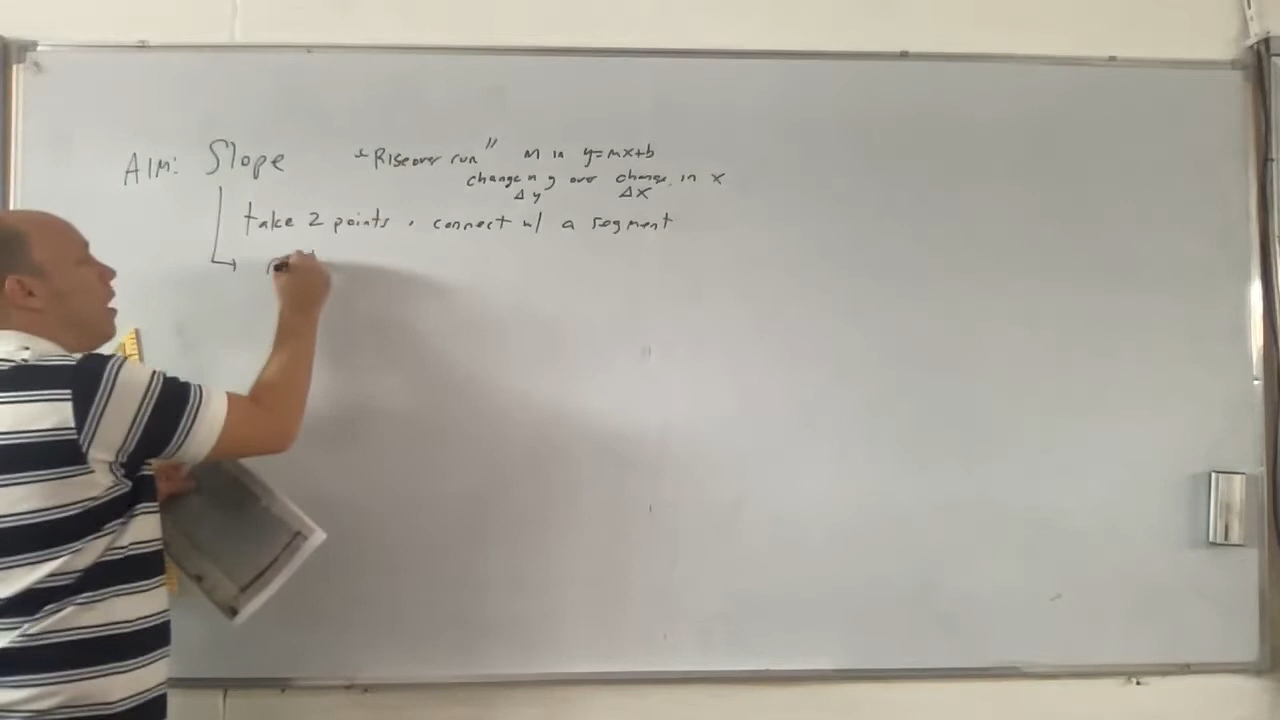 AIM: Slope "Rise over run" m in y=mx+b
change in y over change in x
Δy Δx
take 2 points, connect w/ a segment